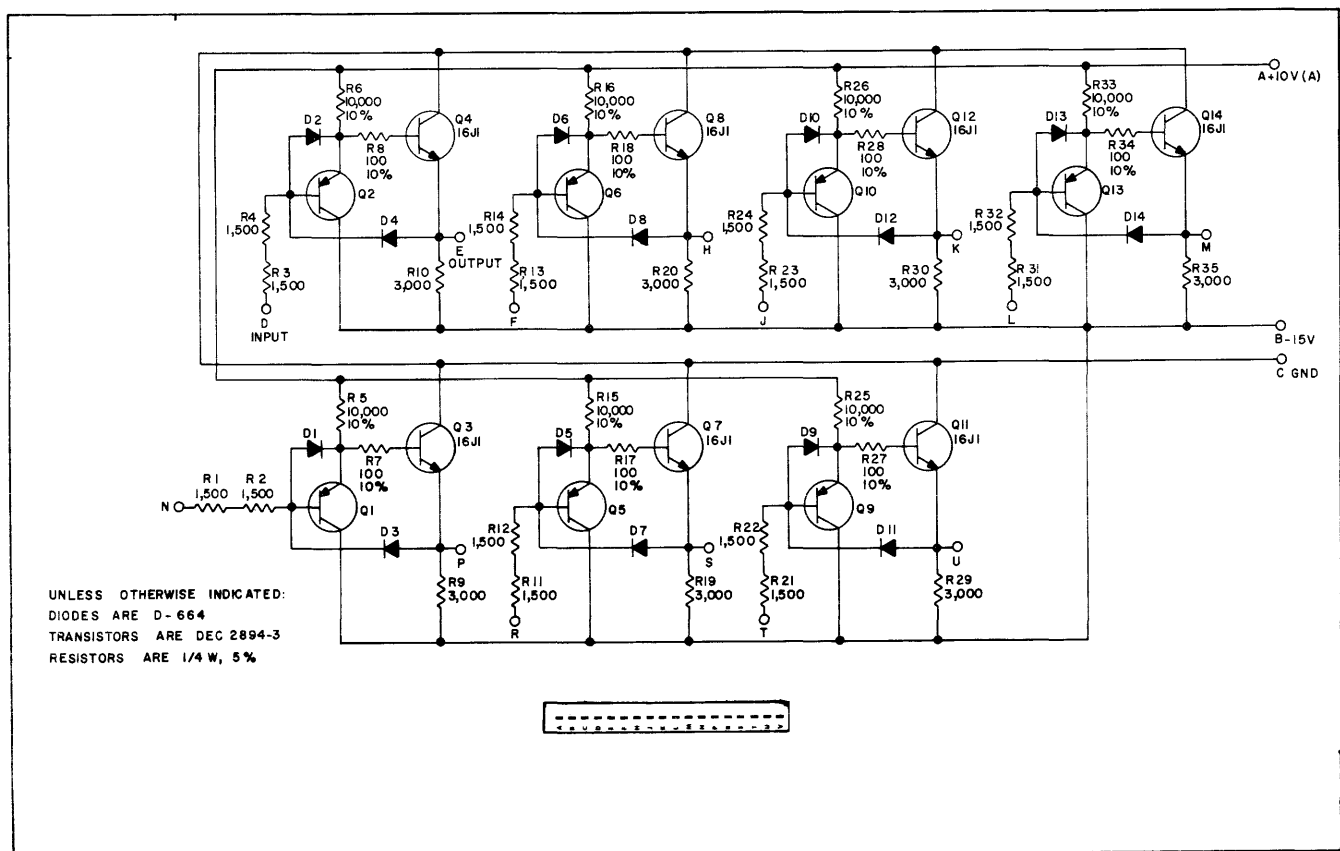 A+10V(A)
R6
10,000
10%
D2
Q4
16J1
R8
100
10%
Q2
R4
1,500
D4
R3
1,500
E
OUTPUT
R10
3,000
D
INPUT
R16
10,000
10%
D6
Q8
16J1
R18
100
10%
Q6
R14
1,500
D8
R13
1,500
H
R20
3,000
F
R26
10,000
10%
D10
Q12
16J1
R28
100
10%
Q10
R24
1,500
D12
R23
1,500
K
R30
3,000
J
R33
10,000
10%
D13
Q14
16J1
R34
100
10%
Q13
R32
1,500
D14
R31
1,500
M
R35
3,000
L
B-15V
C GND
R5
10,000
10%
D1
Q3
16J1
R7
100
10%
R1
1,500
R2
1,500
N
Q1
D3
P
R9
3,000
R15
10,000
10%
D5
Q7
16J1
R17
100
10%
Q5
R12
1,500
D7
R11
1,500
S
R19
3,000
R
R25
10,000
10%
D9
Q11
16J1
R27
100
10%
Q9
R22
1,500
D11
R21
1,500
U
R29
3,000
T
UNLESS OTHERWISE INDICATED:
DIODES ARE D-664
TRANSISTORS ARE DEC 2894-3
RESISTORS ARE 1/4 W, 5%